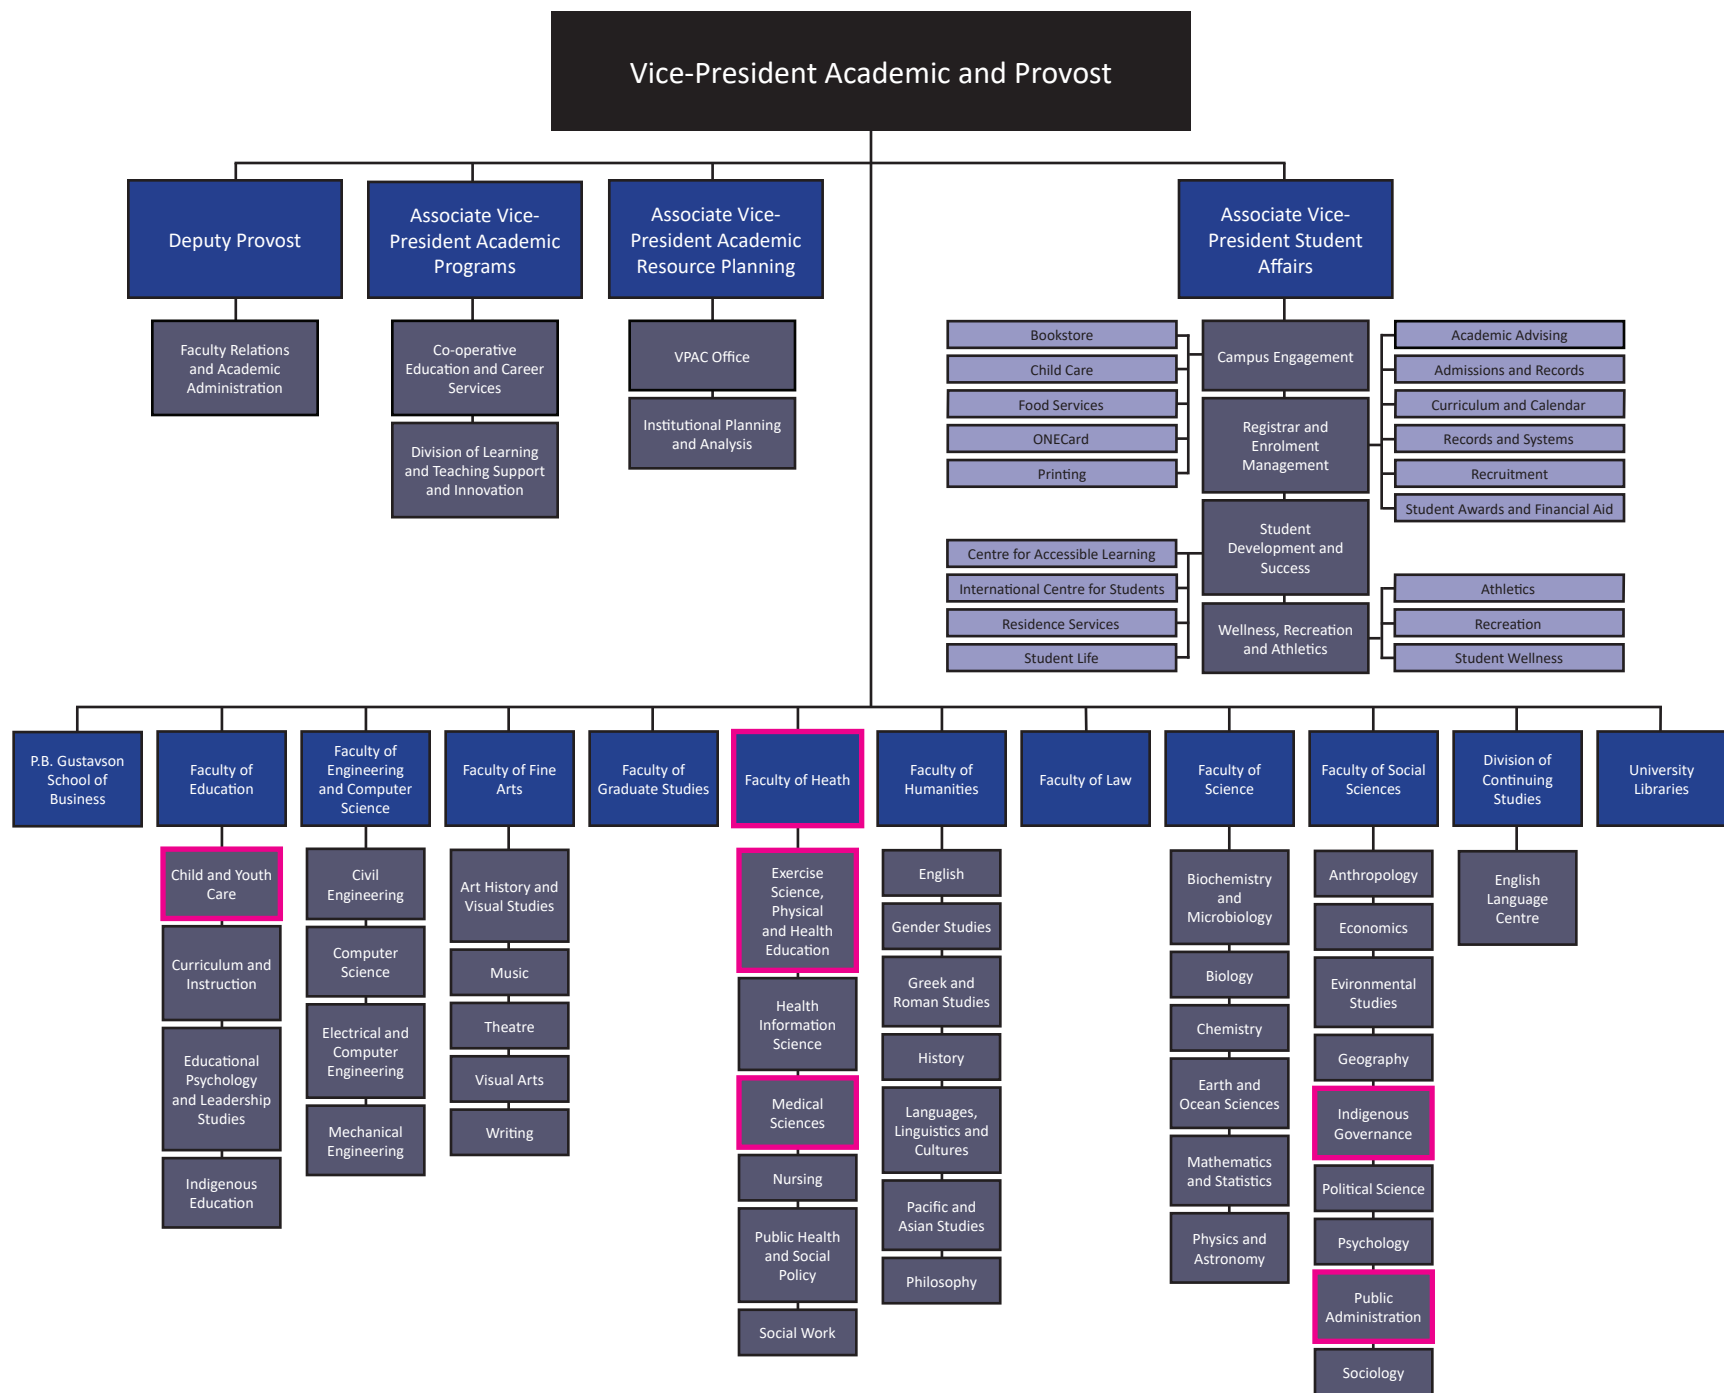 Vice-President Academic and Provost
Deputy Provost
Associate Vice-
President Academic
Programs
Associate Vice-
President Academic
Resource Planning
Associate Vice-
President Student
Affairs
Faculty Relations
and Academic
Administration
Co-operative
Education and Career
Services
Division of Learning
and Teaching Support
and Innovation
VPAC Office
Institutional Planning
and Analysis
Bookstore
Child Care
Food Services
ONECard
Printing
Campus Engagement
Registrar and
Enrolment
Management
Academic Advising
Admissions and Records
Curriculum and Calendar
Records and Systems
Recruitment
Student Awards and Financial Aid
Centre for Accessible Learning
International Centre for Students
Residence Services
Student Life
Student
Development and
Success
Wellness, Recreation
and Athletics
Athletics
Recreation
Student Wellness
P.B. Gustavson
School of
Business
Faculty of
Education
Child and Youth
Care
Curriculum and
Instruction
Educational
Psychology
and Leadership
Studies
Indigenous
Education
Faculty of
Engineering
and Computer
Science
Civil
Engineering
Computer
Science
Electrical and
Computer
Engineering
Mechanical
Engineering
Faculty of Fine
Arts
Art History and
Visual Studies
Music
Theatre
Visual Arts
Writing
Faculty of
Graduate Studies
Faculty of Heath
Exercise
Science,
Physical
and Health
Education
Health
Information
Science
Medical
Sciences
Nursing
Public Health
and Social
Policy
Social Work
Faculty of
Humanities
English
Gender Studies
Greek and
Roman Studies
History
Languages,
Linguistics and
Cultures
Pacific and
Asian Studies
Philosophy
Faculty of Law
Faculty of
Science
Biochemistry
and
Microbiology
Biology
Chemistry
Earth and
Ocean Sciences
Mathematics
and Statistics
Physics and
Astronomy
Faculty of Social
Sciences
Anthropology
Economics
Evironmental
Studies
Geography
Indigenous
Governance
Political Science
Psychology
Public
Administration
Sociology
Division of
Continuing
Studies
English
Language
Centre
University
Libraries